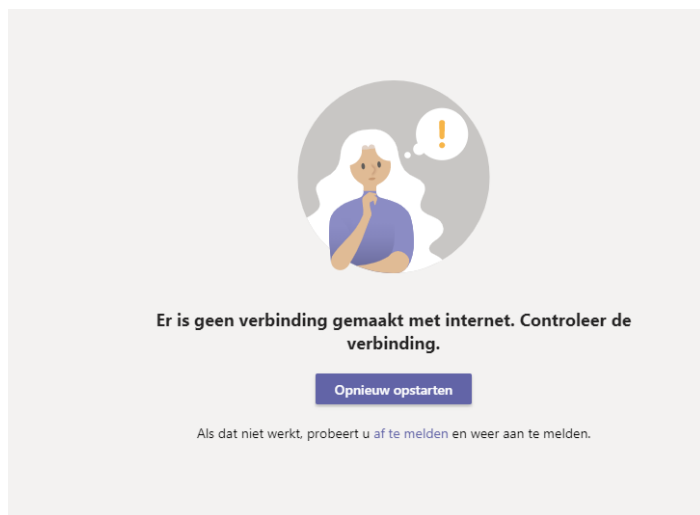 Er is geen verbinding gemaakt met internet. Controleer de
verbinding.
Opnieuw opstarten
Als dat niet werkt, probeert u af te melden en weer aan te melden.